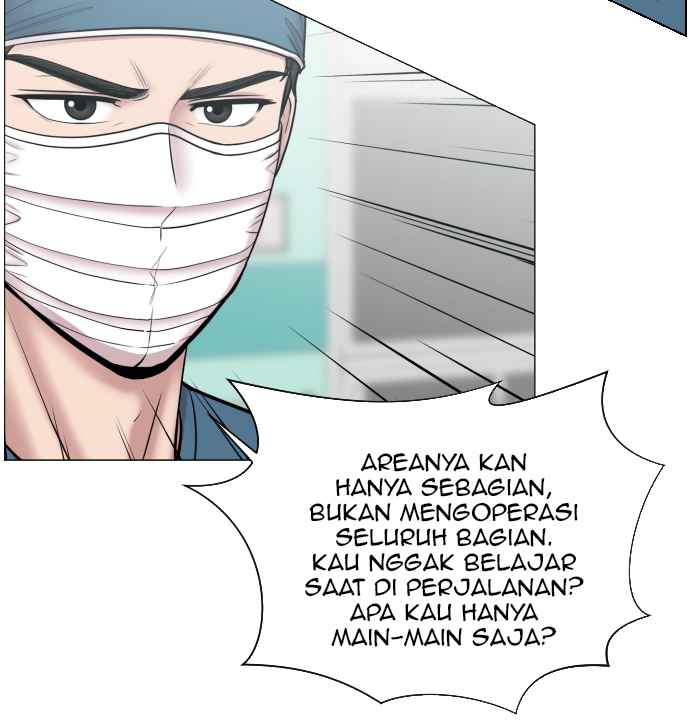 AREANYA KAN
HANYA SEBAGIAN,
BUKAN MENGOPERASI
SELURUH BAGIAN.
KAU NGGAK BELAJAR
SAAT DI PERJALANAN?
APA KAU HANYA
MAIN-MAIN SAJA?